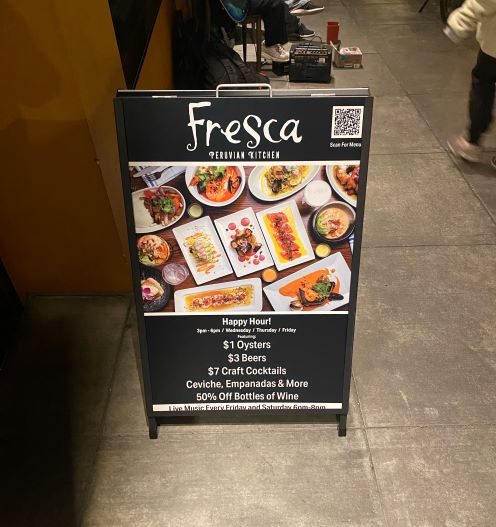 Fresca
PERUVIAN KITCHEN
Scan For Menu
Happy Hour!
3pm - 6pm / Wednesday / Thursday / Friday
Featuring:
$1 Oysters
$3 Beers
$7 Craft Cocktails
Ceviche, Empanadas & More
50% Off Bottles of Wine
Live Music Every Friday and Saturday 6pm-8pm